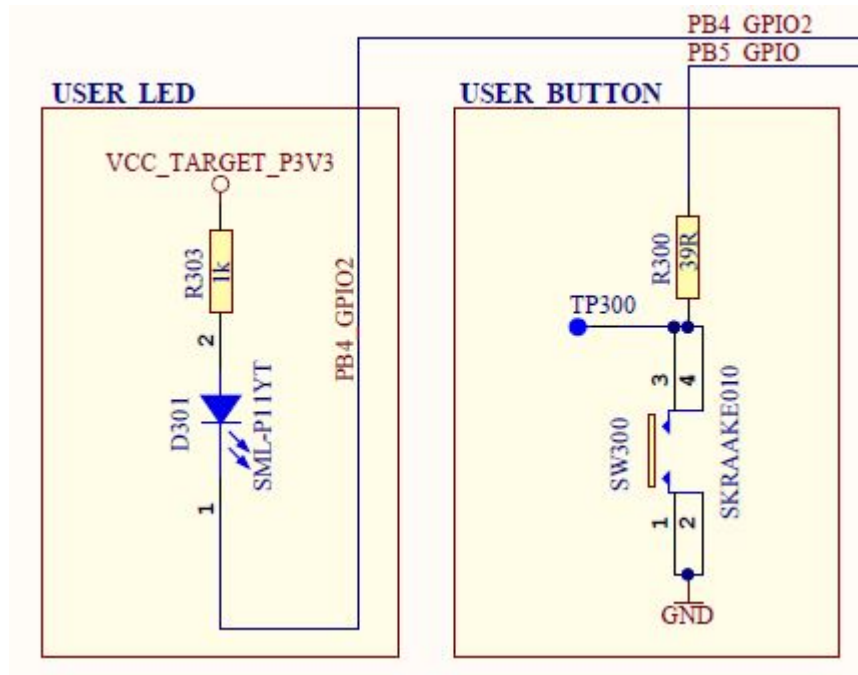 PB4_GPIO2
PB5_GPIO
USER LED
USER BUTTON
VCC_TARGET_P3V3
R303
1k
2
D301
SML-P11YT
1
PB4_GPIO2
R300
39R
TP300
3
4
SW300
SKRAAKE010
1
2
GND